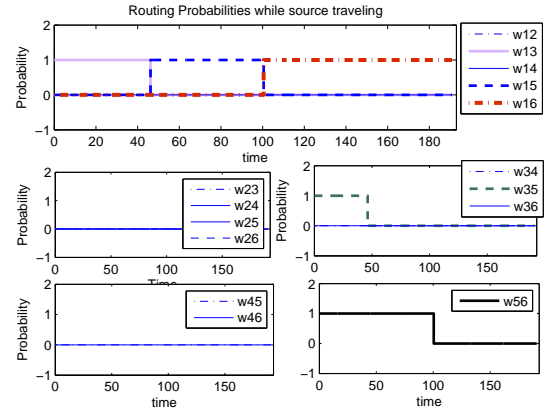 Routing Probabilities while source traveling
Probability
2
1
0
−1
0 20 40 60 80 100 120 140 160 180
time
w12
w13
w14
w15
w16
2
1
0
−1
0 50 100 150
Time
Probability
w23
w24
w25
w26
2
1
0
−1
0 50 100 150
Probability
w34
w35
w36
2
1
0
−1
0 50 100 150
time
Probability
w45
w46
2
1
0
−1
0 50 100 150
time
Probability
w56